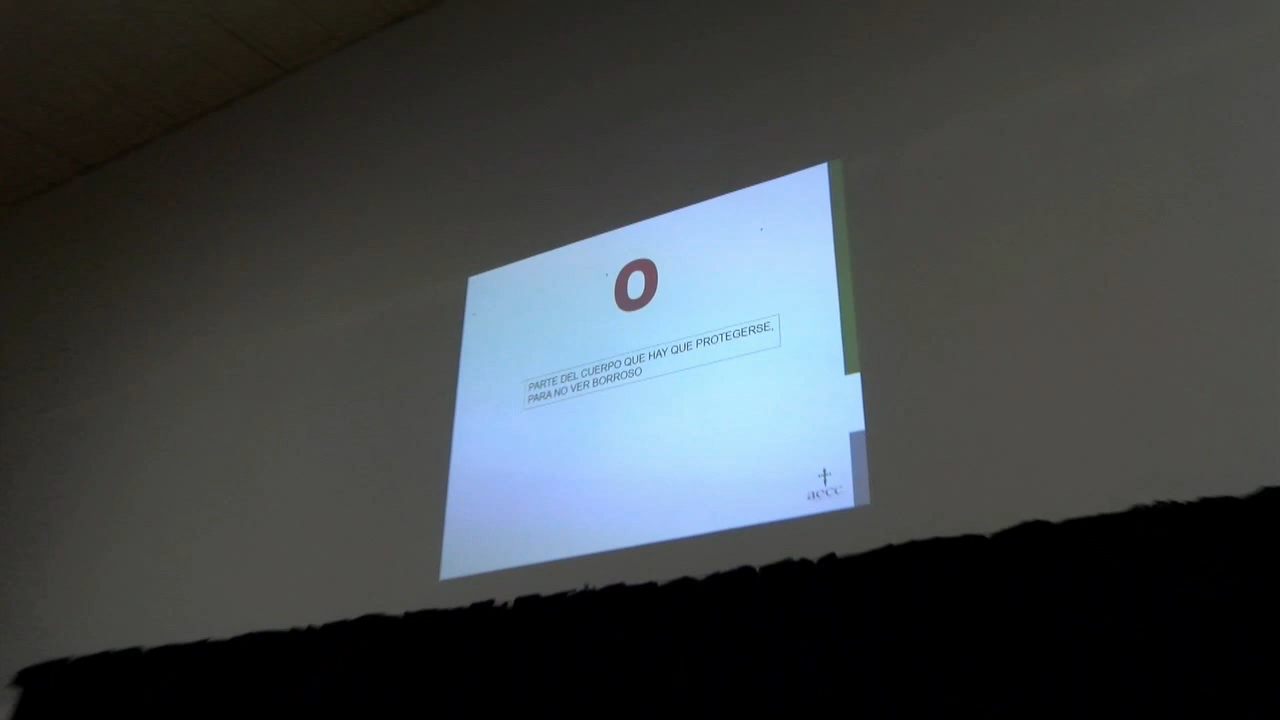 O
PARTE DEL CUERPO QUE HAY QUE PROTEGERSE,
PARA NO VER BORROSO
aecc